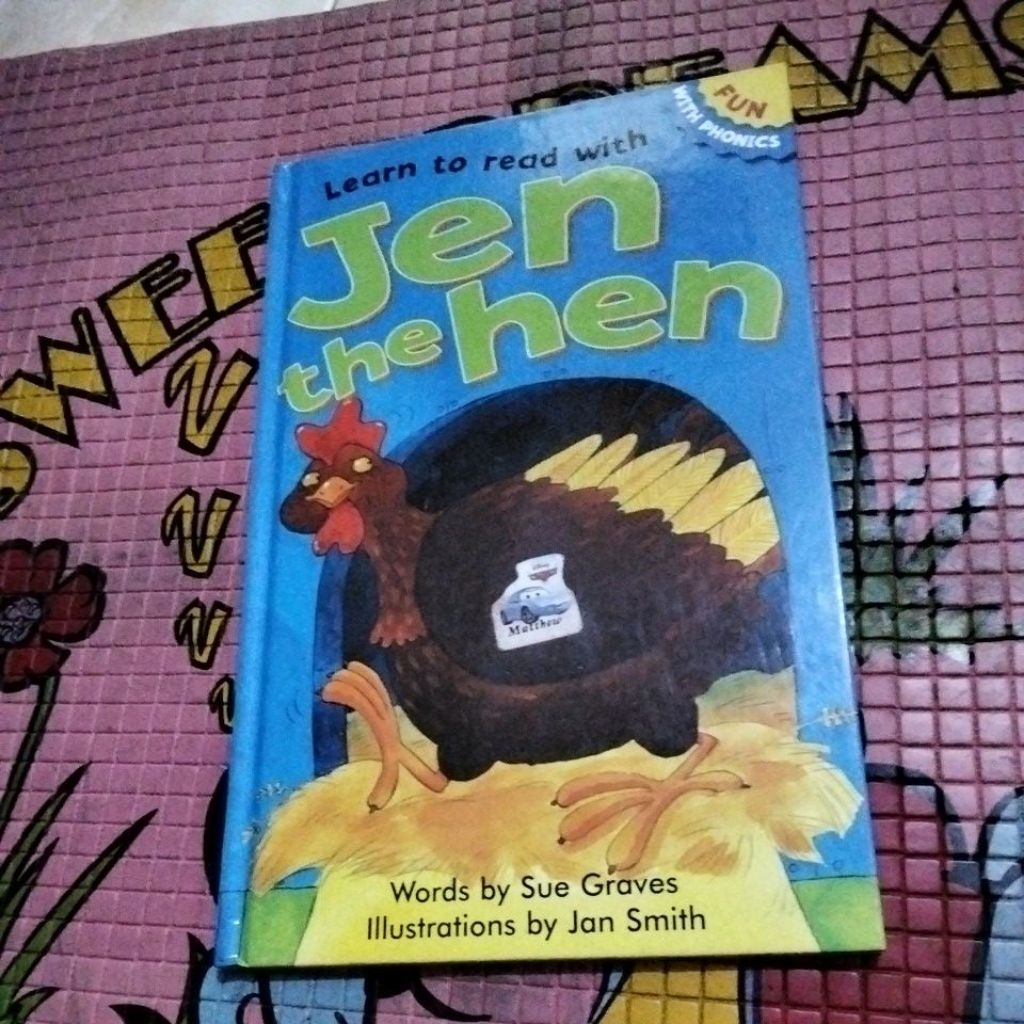 FUN
WITH PHONICS
Learn to read with
Jen
the hen
Disney
Matthew
Words by Sue Graves
Illustrations by Jan Smith